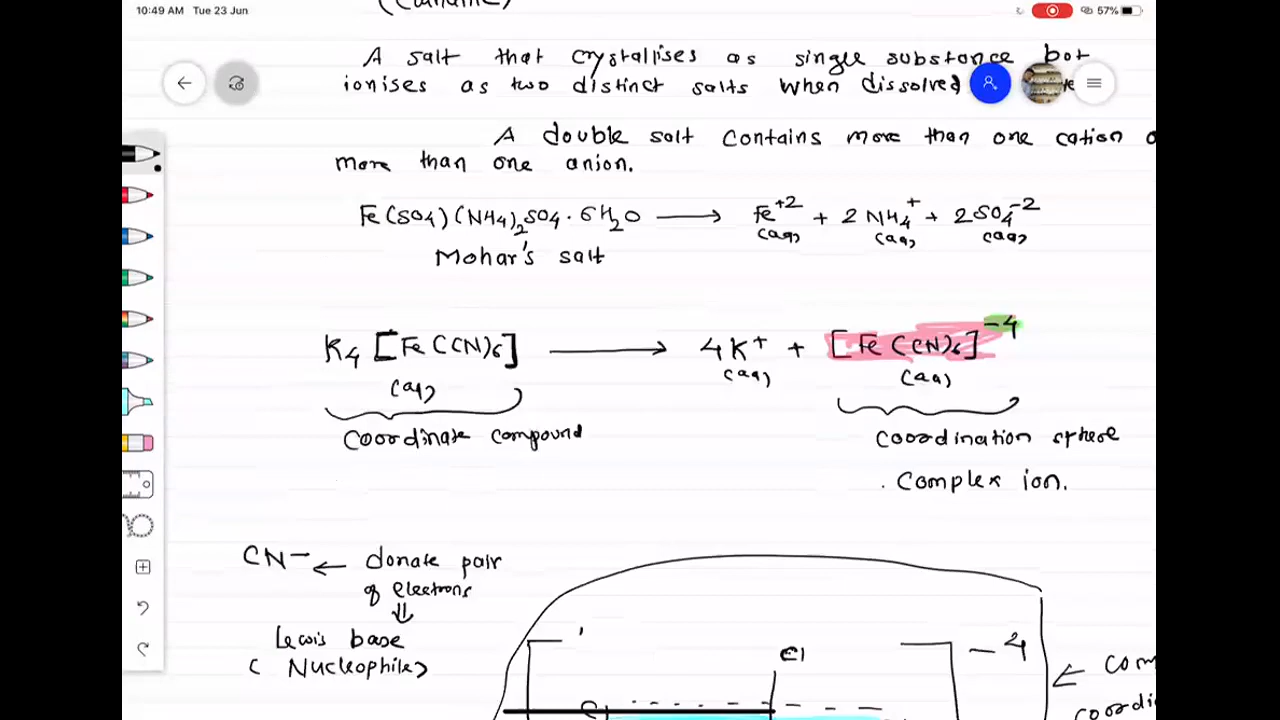 10:49 AM Tue 23 Jun
57%
A salt that crystallises as single substance but
ionises as two distinct salts when dissolved
A double salt contains more than one cation
more than one anion.
Fe(SO4)(NH4)2SO4·6H2O ⟶ Fe+2 + 2NH4+ + 2SO4-2
(aq) (aq) (aq)
Mohar's salt
K4[Fe(CN)6] ⟶ 4K+ + [Fe(CN)6]-4
(aq) (aq) (aq)
Coordinate compound
Coordination sphere
Complex ion.
CN- ← donate pair
of electrons
⇓
Lewis base
(Nucleophiles)
Cl
-4
←
Cl